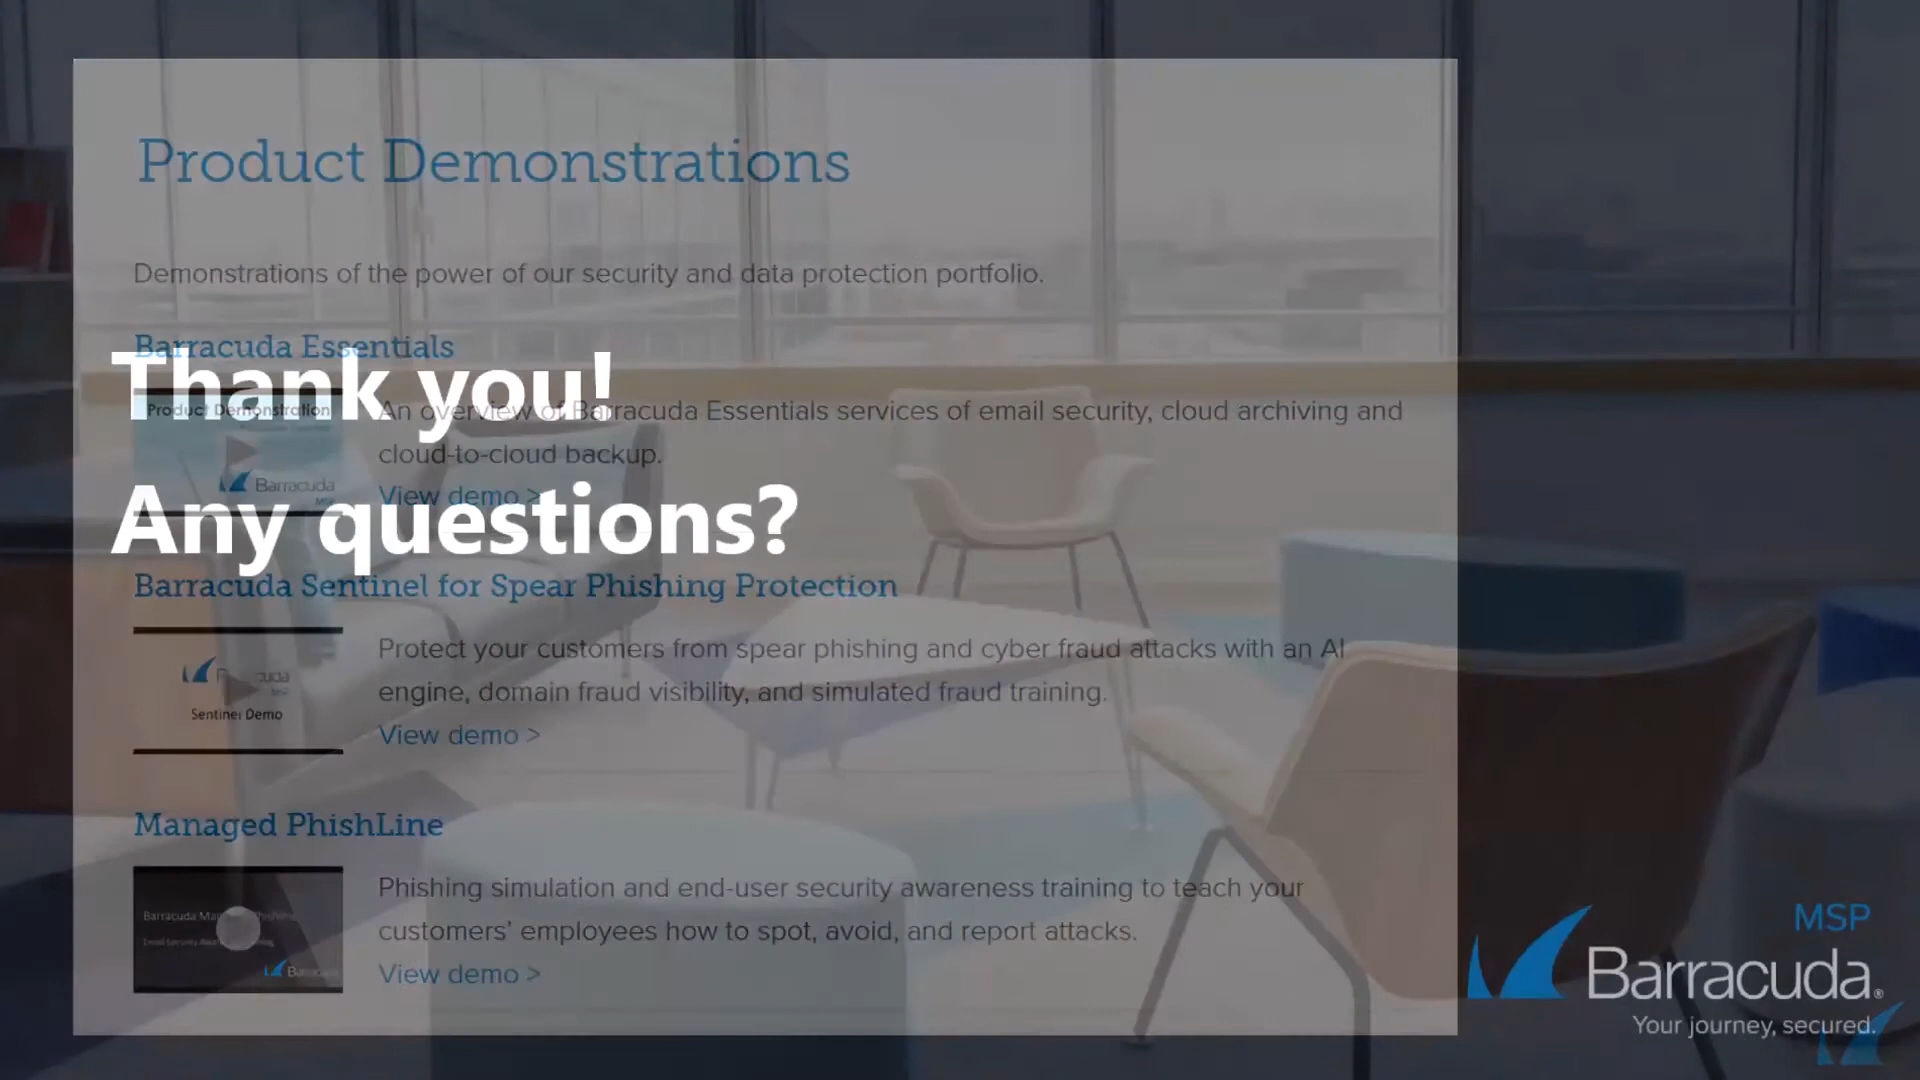 Product Demonstrations
Demonstrations of the power of our security and data protection portfolio.
Barracuda Essentials
Thank you!
Product Demonstration
An overview of Barracuda Essentials services of email security, cloud archiving and
cloud-to-cloud backup.
Barracuda
MSP
View demo >
Any questions?
Barracuda Sentinel for Spear Phishing Protection
Protect your customers from spear phishing and cyber fraud attacks with an AI
engine, domain fraud visibility, and simulated fraud training.
Sentinel Demo
View demo >
Managed PhishLine
Phishing simulation and end-user security awareness training to teach your
customers' employees how to spot, avoid, and report attacks.
Barracuda
View demo >
MSP
Barracuda®
Your journey, secured.